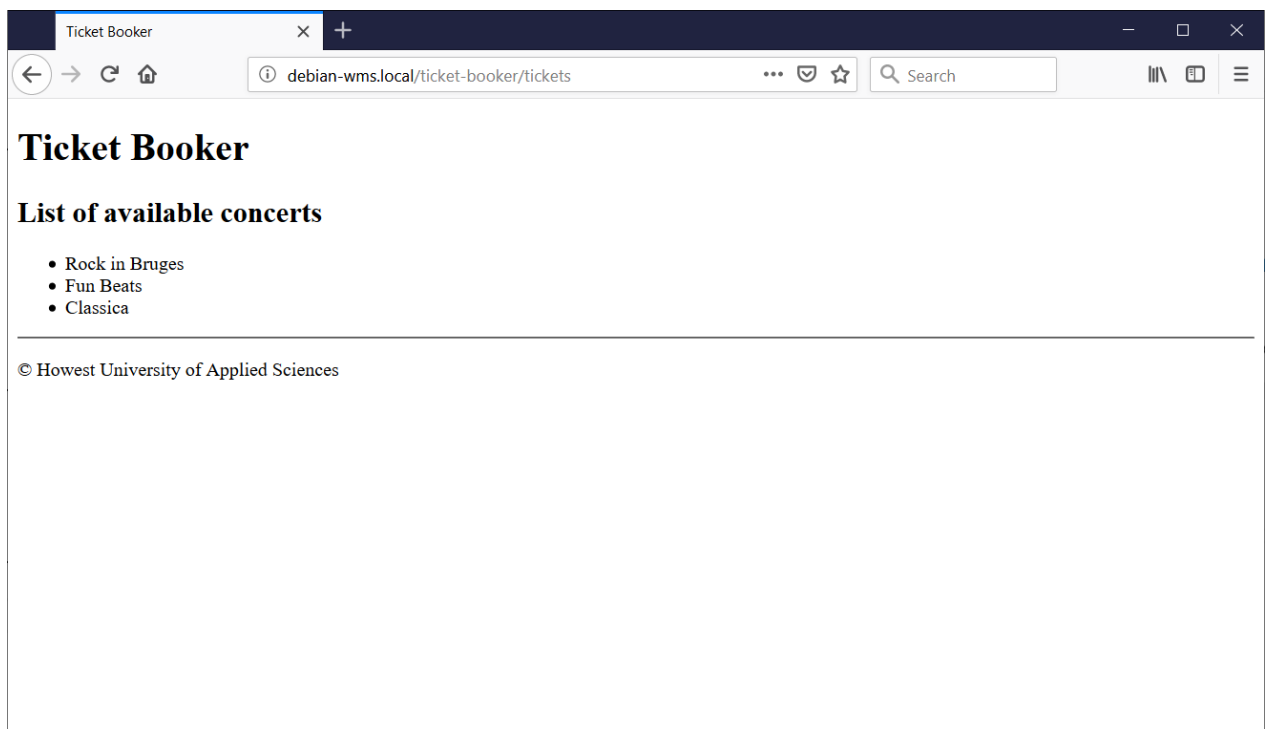 Ticket Booker
debian-wms.local/ticket-booker/tickets
Search
Ticket Booker
List of available concerts
Rock in Bruges
Fun Beats
Classica
© Howest University of Applied Sciences